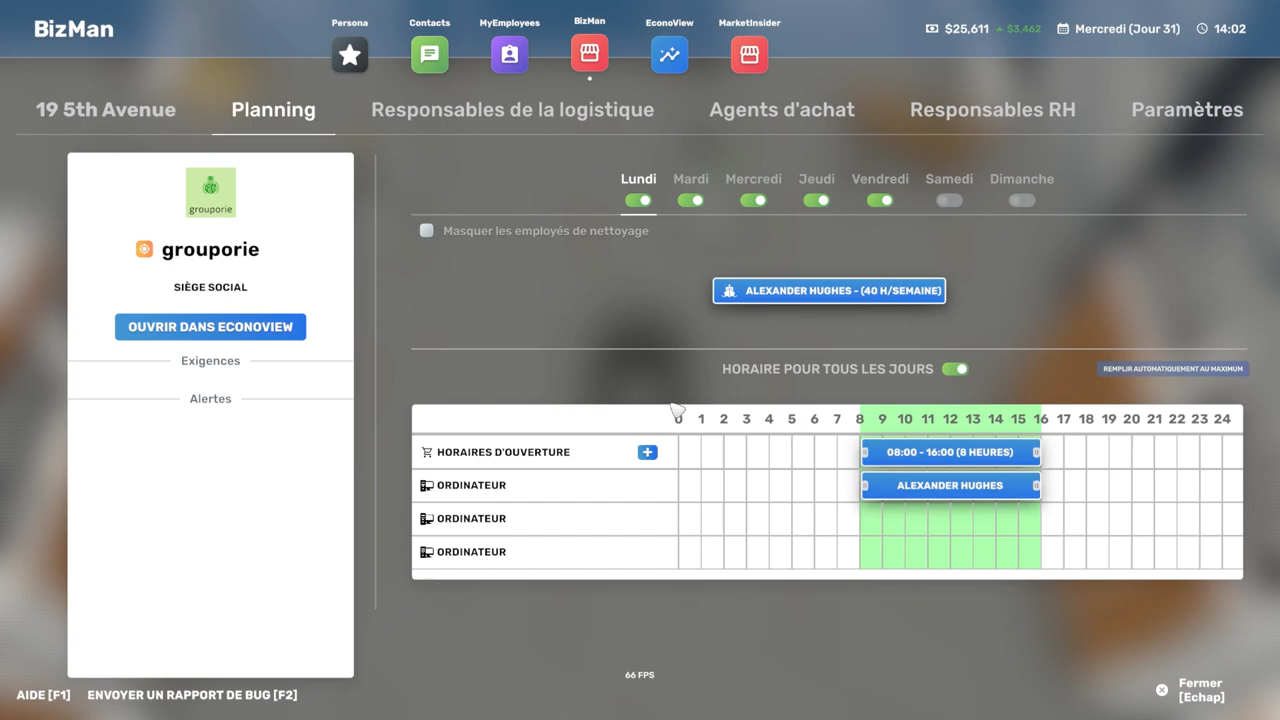 BizMan
Persona
Contacts
MyEmployees
BizMan
EconoView
MarketInsider
$25,611
$3.462
Mercredi (Jour 31)
14:02
19 5th Avenue
Planning
Responsables de la logistique
Agents d'achat
Responsables RH
Paramètres
grouporie
grouporie
SIÈGE SOCIAL
OUVRIR DANS ECONOVIEW
Exigences
Alertes
Lundi
Mardi
Mercredi
Jeudi
Vendredi
Samedi
Dimanche
Masquer les employés de nettoyage
ALEXANDER HUGHES - (40 H/SEMAINE)
HORAIRE POUR TOUS LES JOURS
REMPLIR AUTOMATIQUEMENT AU MAXIMUM
0 1 2 3 4 5 6 7 8 9 10 11 12 13 14 15 16 17 18 19 20 21 22 23 24
HORAIRES D'OUVERTURE
08:00 - 16:00 (8 HEURES)
ORDINATEUR
ALEXANDER HUGHES
ORDINATEUR
ORDINATEUR
66 FPS
AIDE [F1]
ENVOYER UN RAPPORT DE BUG [F2]
Fermer
[Echap]